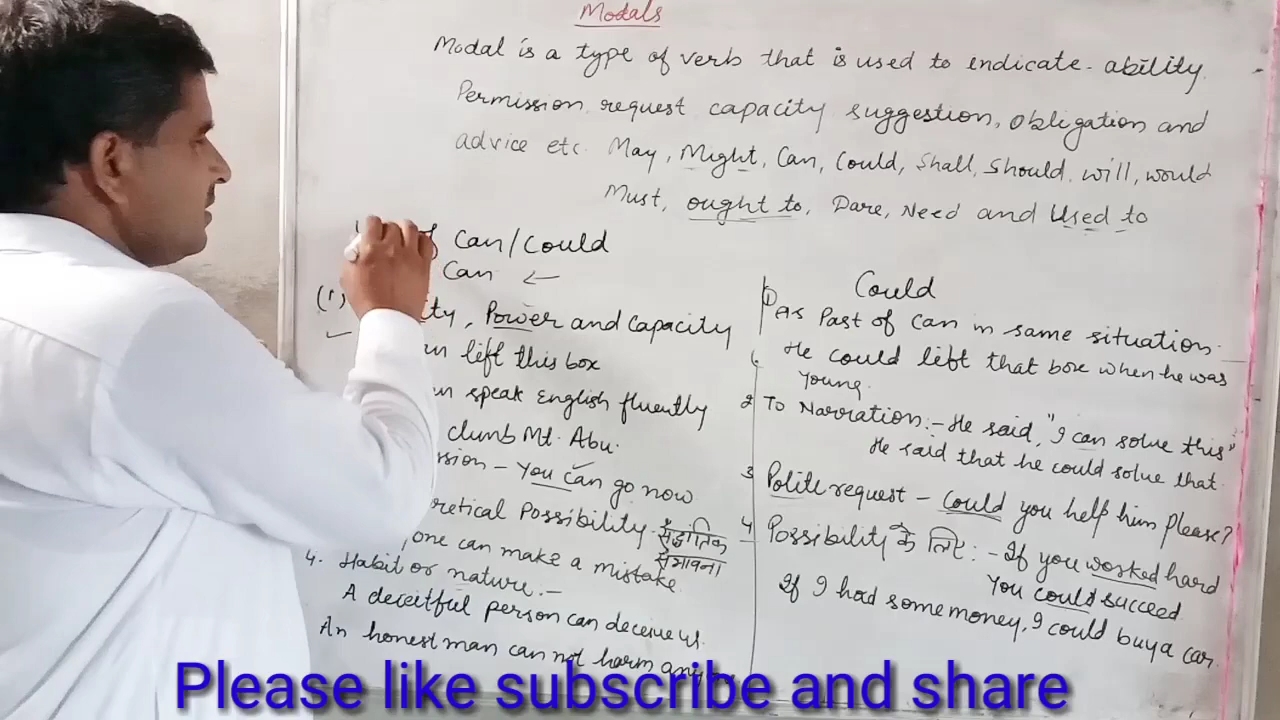 Modals
Modal is a type of verb that is used to indicate ability
Permission request capacity suggestion, obligation and
advice etc. May, Might, Can, Could, Shall, Should, will, would
Must, ought to, Dare, Need and Used to
of Can/Could
Can ←
(1) Power and Capacity
left this box
speak English fluently
climb Mt. Abu.
You can go now
Possibility सैद्धांतिक
संभावना
one can make a mistake
4. Habit or nature:-
A deceitful person can deceive us.
An honest man can not harm
Could
1) As Past of Can in same situation.
He could left that box when he was
Young.
2 To Narration:- He said, "I can solve this"
He said that he could solve that.
3 Polite request - Could you help him please?
4 Possibility के लिए :- If you worked hard
You could succeed.
If I had some money, I could buy a car.
Please like subscribe and share